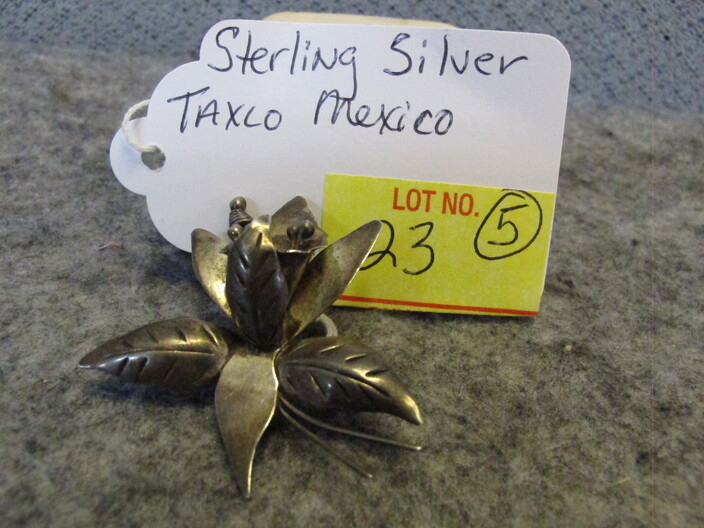 Sterling Silver
TAXCO Mexico
LOT NO.
23 5